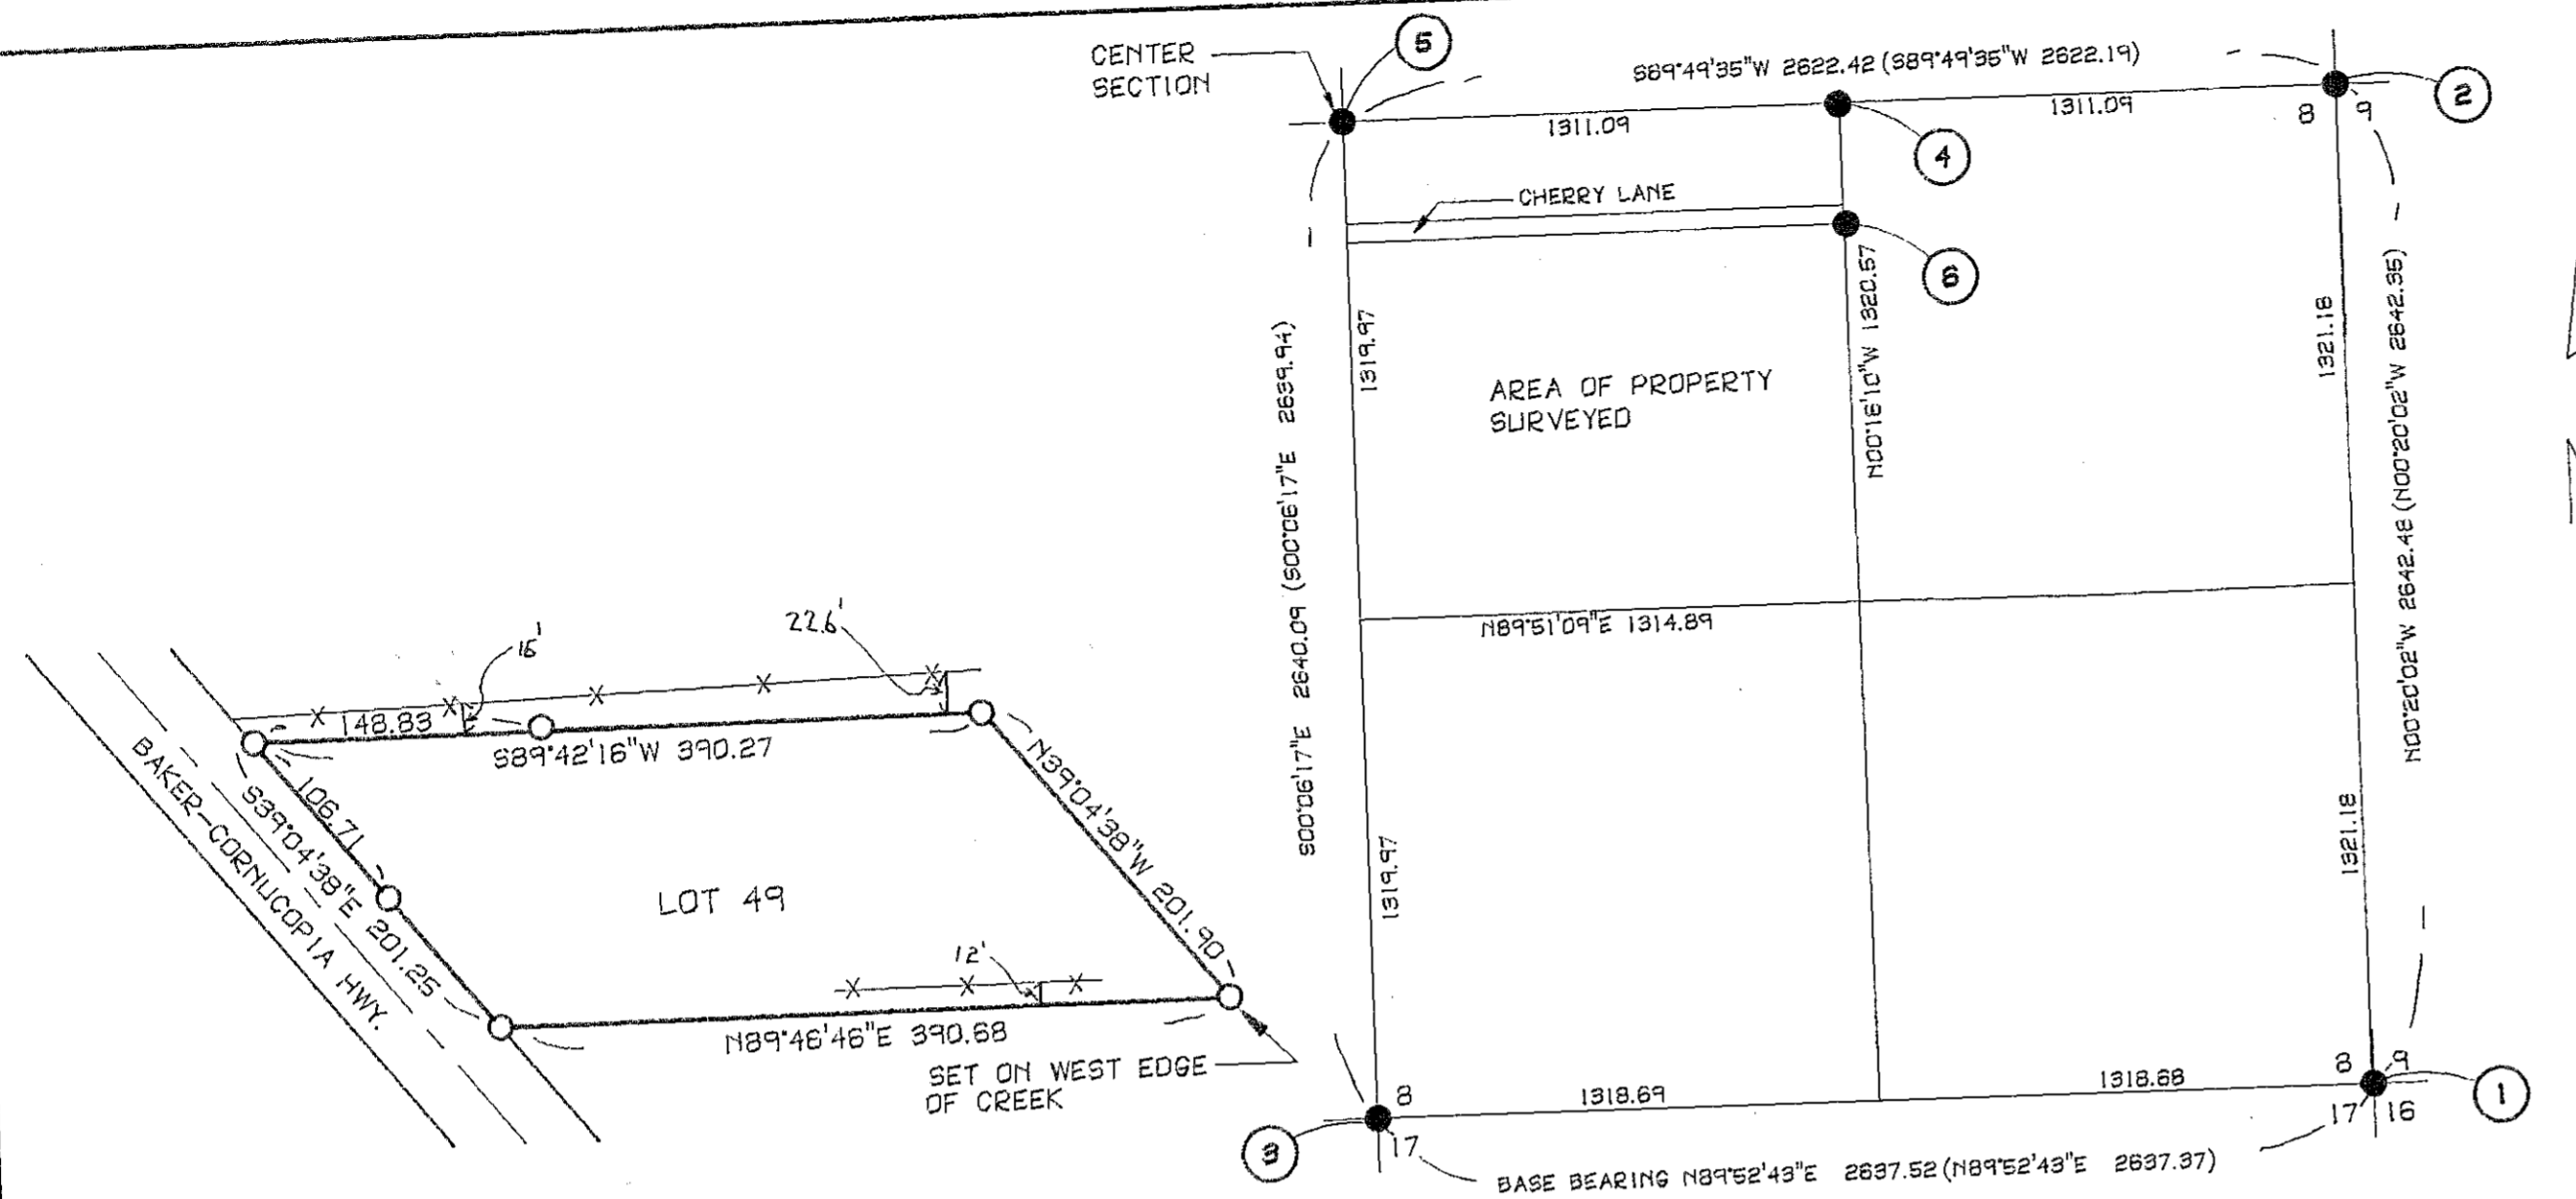 CENTER
SECTION
5
S89°49'35"W 2622.42 (S89°49'35"W 2622.19)
2
1311.09
1311.09
8 9
4
CHERRY LANE
6
1319.97
N00°16'10"W 1320.57
1321.18
AREA OF PROPERTY
SURVEYED
S00°06'17"E 2640.09 (S00°06'17"E 2639.94)
N00°20'02"W 2642.48 (N00°20'02"W 2642.35)
N89°51'09"E 1314.89
22.6'
15'
148.83
S89°42'16"W 390.27
N39°04'38"W 201.90
106.71
S39°04'38"E 201.25
BAKER-CORNUCOPIA HWY.
LOT 49
12'
N89°46'46"E 390.68
SET ON WEST EDGE
OF CREEK
1319.97
1321.18
8
17
3
1318.69
1318.68
8 9
17 16
1
BASE BEARING N89°52'43"E 2637.52 (N89°52'43"E 2637.37)